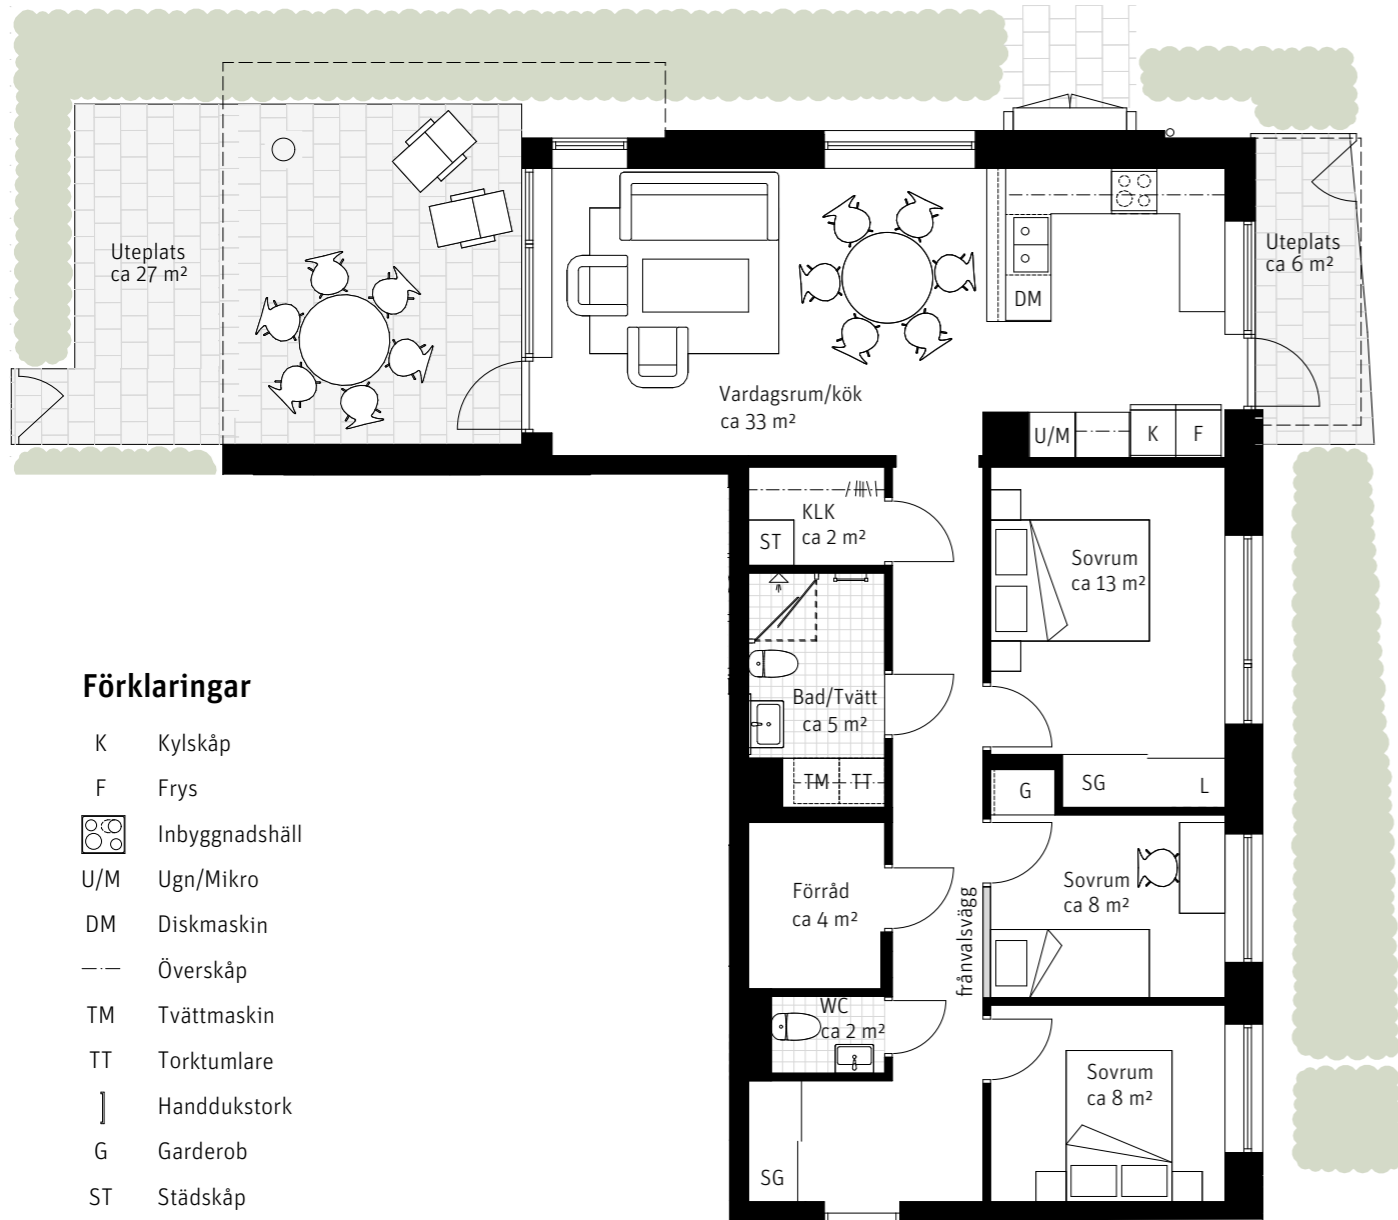 Uteplats
ca 27 m²
Uteplats
ca 6 m²
DM
Vardagsrum/kök
ca 33 m²
U/M
K
F
KLK
ca 2 m²
ST
Sovrum
ca 13 m²
Bad/Tvätt
ca 5 m²
TM
TT
G
SG
L
Förråd
ca 4 m²
frånvalsvägg
Sovrum
ca 8 m²
WC
ca 2 m²
Sovrum
ca 8 m²
SG
Förklaringar
K Kylskåp
F Frys
Inbyggnadshäll
U/M Ugn/Mikro
DM Diskmaskin
Överskåp
TM Tvättmaskin
TT Torktumlare
Handdukstork
G Garderob
ST Städskåp